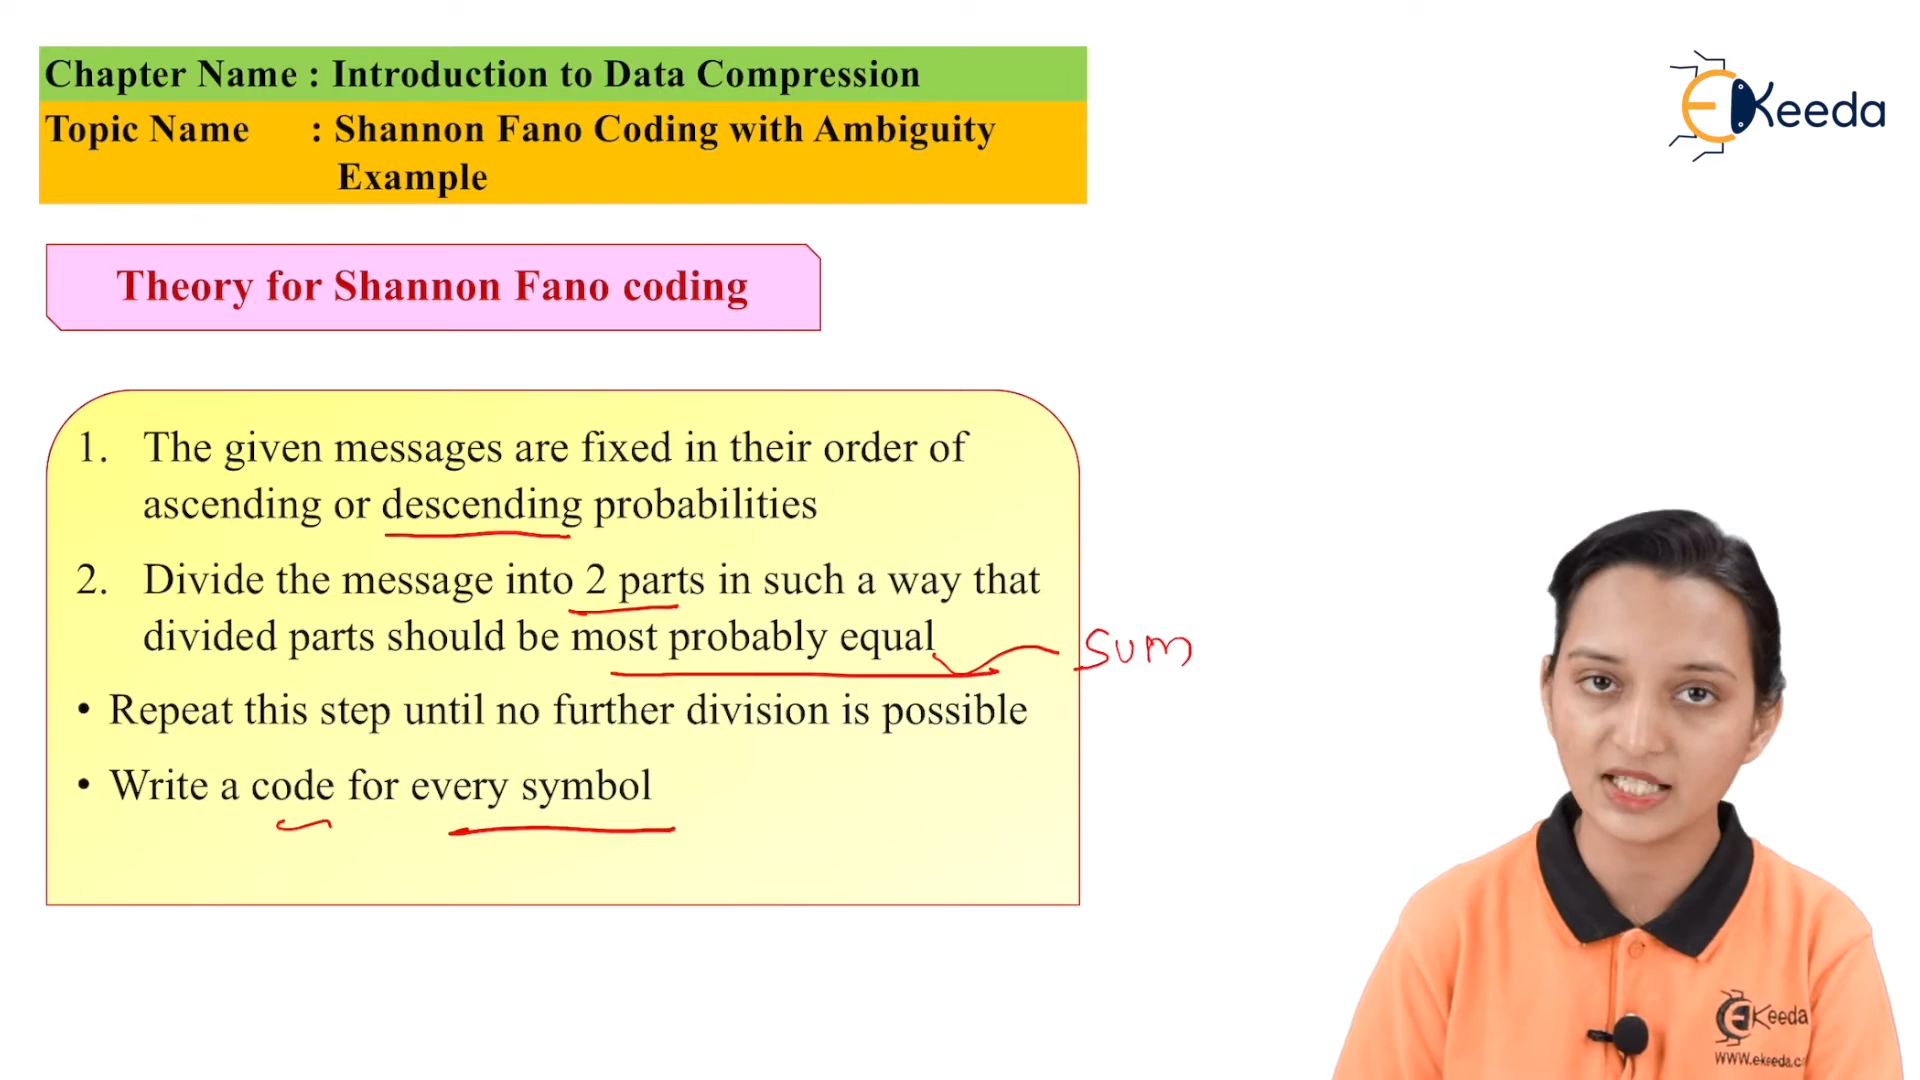 Chapter Name : Introduction to Data Compression
Topic Name : Shannon Fano Coding with Ambiguity
Example
EKeeda
Theory for Shannon Fano coding
1. The given messages are fixed in their order of
ascending or descending probabilities
2. Divide the message into 2 parts in such a way that
divided parts should be most probably equal
sum
• Repeat this step until no further division is possible
• Write a code for every symbol
EKeeda
www.ekeeda.c